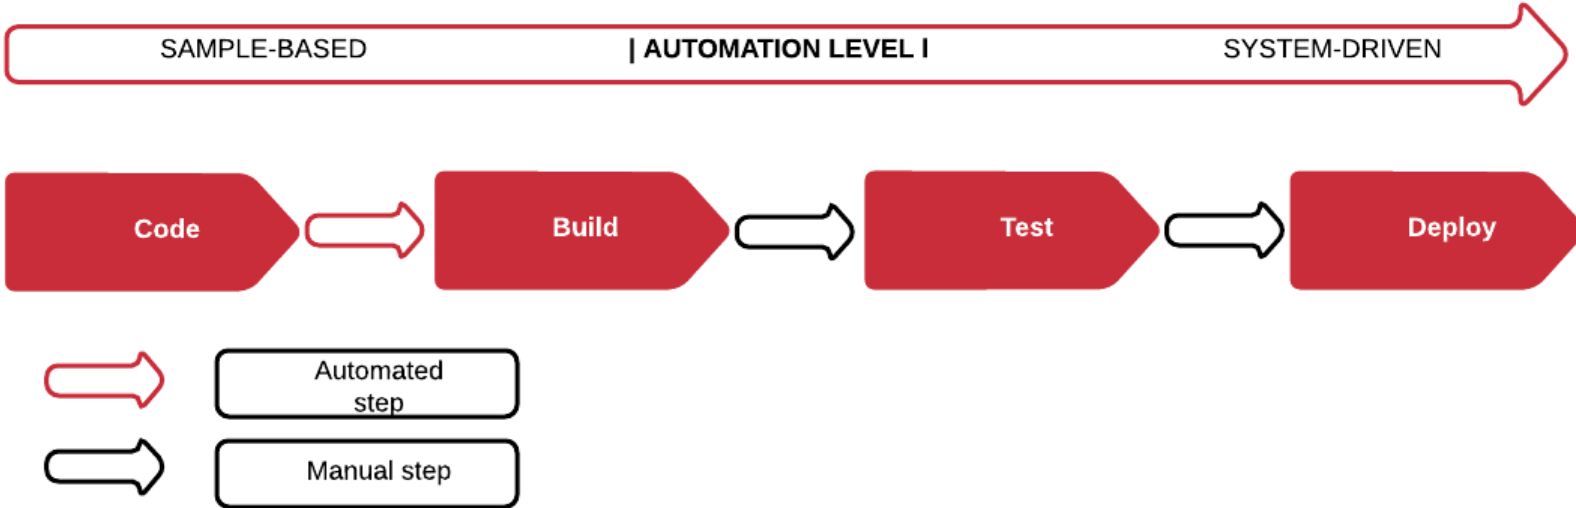 SAMPLE-BASED | AUTOMATION LEVEL l SYSTEM-DRIVEN
Code Build Test Deploy
Automated
step
Manual step